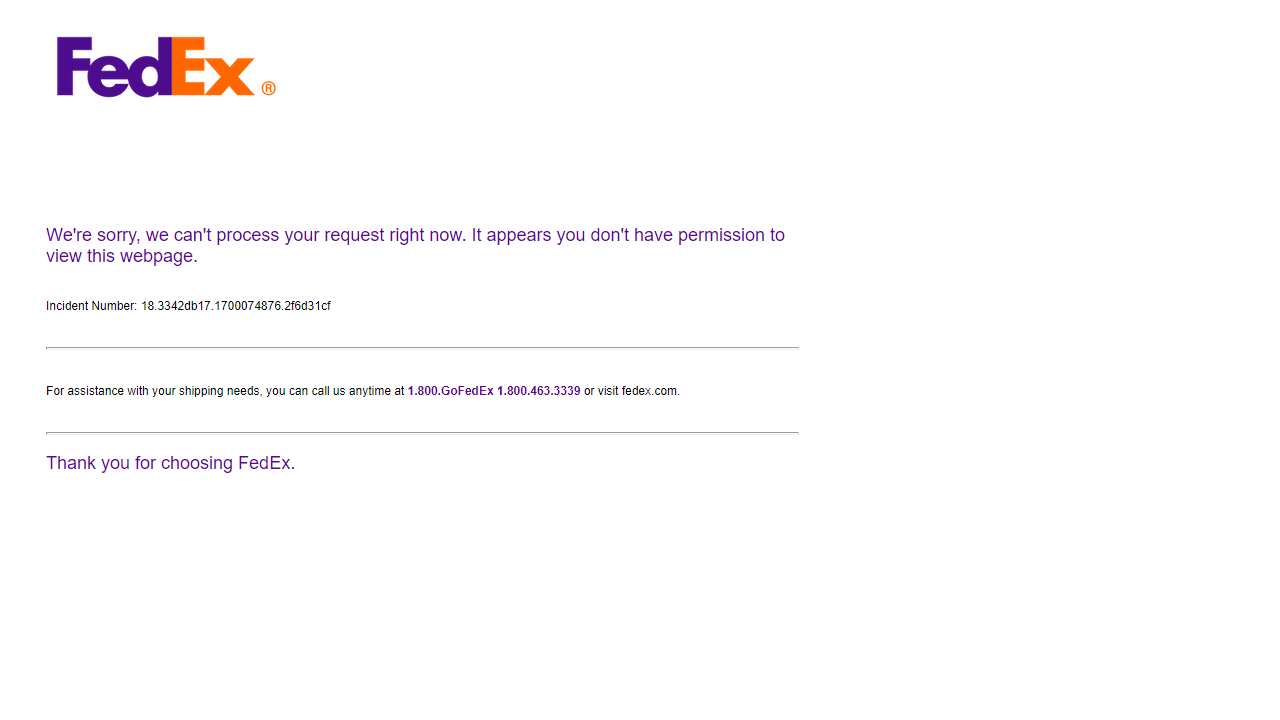 FedEx ®
We're sorry, we can't process your request right now. It appears you don't have permission to
view this webpage.
Incident Number: 18.3342db17.1700074876.2f6d31cf
For assistance with your shipping needs, you can call us anytime at 1.800.GoFedEx 1.800.463.3339 or visit fedex.com.
Thank you for choosing FedEx.